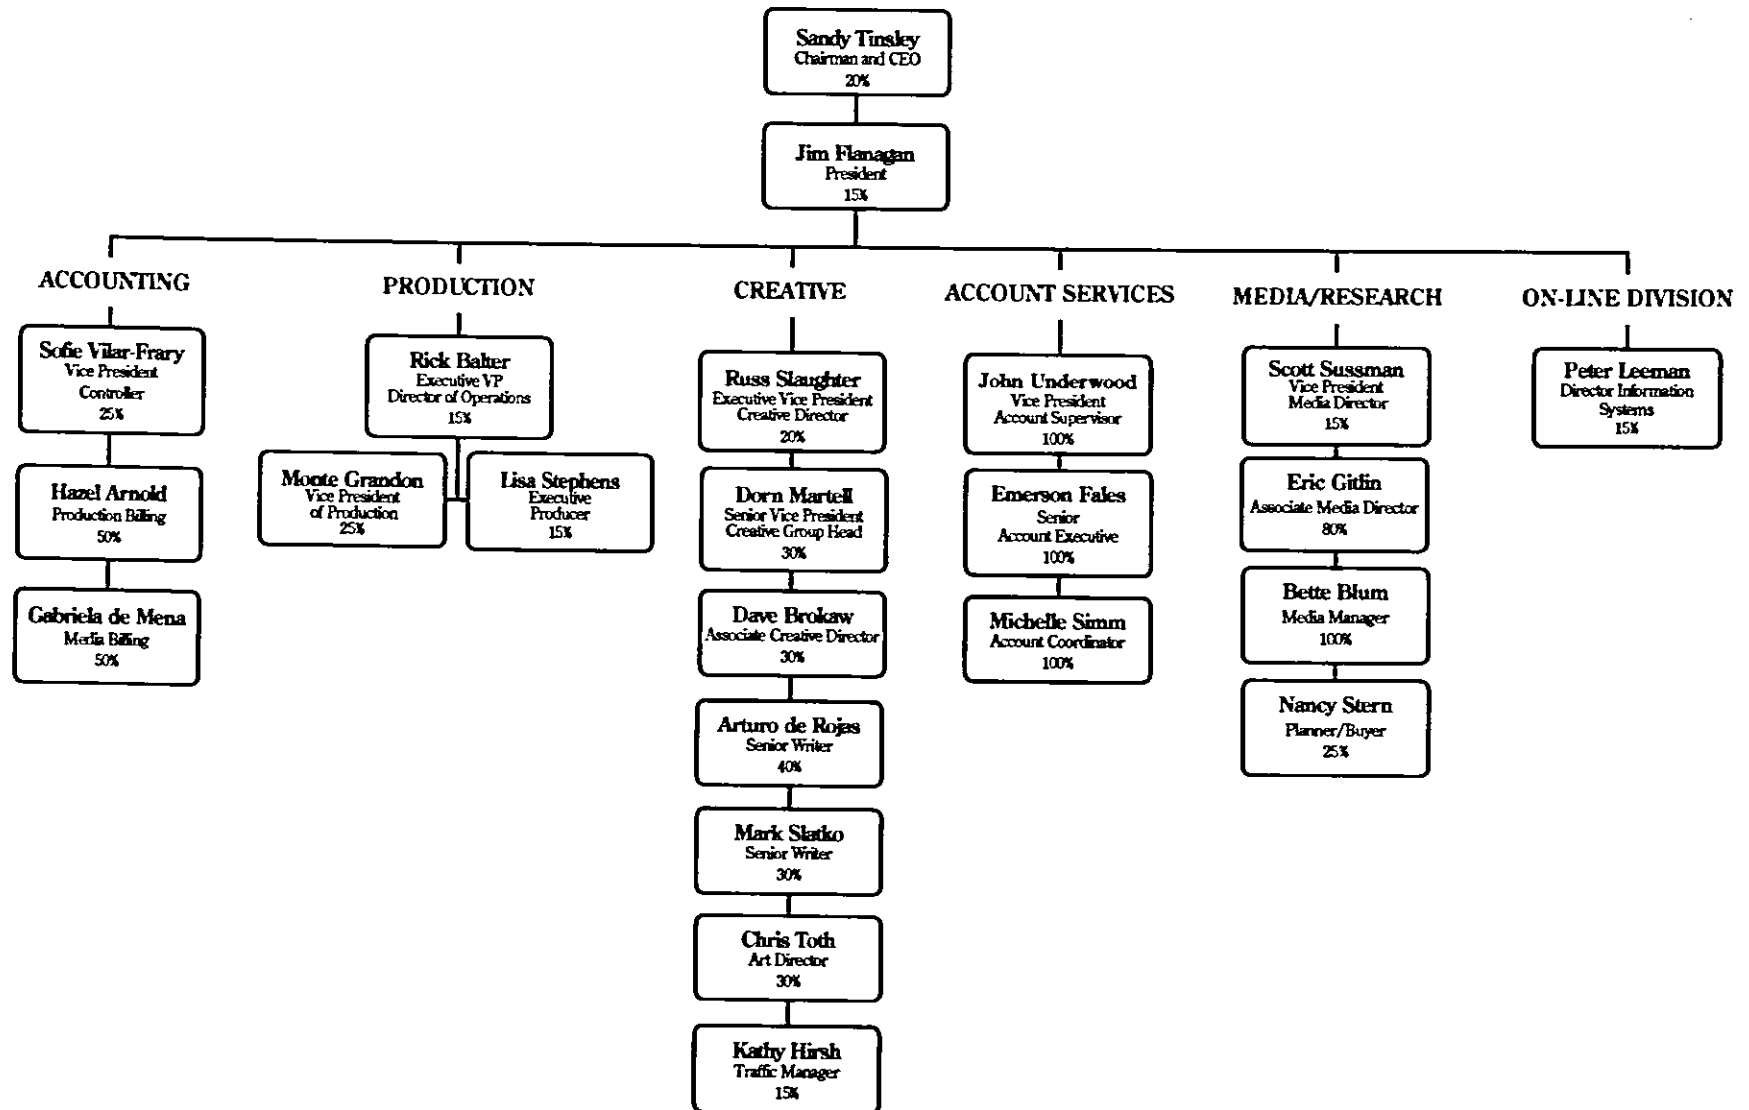 Sandy Tinsley
Chairman and CEO
20%
Jim Flanagan
President
15%
ACCOUNTING
Sofie Vilar-Frary
Vice President
Controller
25%
Hazel Arnold
Production Billing
50%
Gabriela de Mena
Media Billing
50%
PRODUCTION
Rick Balter
Executive VP
Director of Operations
15%
Monte Grandon
Vice President
of Production
25%
Lisa Stephens
Executive
Producer
15%
CREATIVE
Russ Slaughter
Executive Vice President
Creative Director
20%
Dorn Martell
Senior Vice President
Creative Group Head
30%
Dave Brokaw
Associate Creative Director
30%
Arturo de Rojas
Senior Writer
40%
Mark Slatko
Senior Writer
30%
Chris Toth
Art Director
30%
Kathy Hirsh
Traffic Manager
15%
ACCOUNT SERVICES
John Underwood
Vice President
Account Supervisor
100%
Emerson Fales
Senior
Account Executive
100%
Michelle Simm
Account Coordinator
100%
MEDIA/RESEARCH
Scott Sussman
Vice President
Media Director
15%
Eric Gitlin
Associate Media Director
80%
Bette Blum
Media Manager
100%
Nancy Stern
Planner/Buyer
25%
ON-LINE DIVISION
Peter Leeman
Director Information
Systems
15%